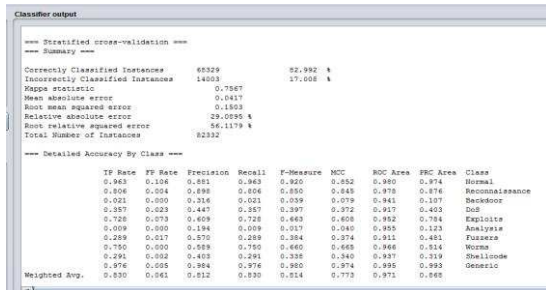 Classifier output
=== Stratified cross-validation ===
=== Summary ===
Correctly Classified Instances 68329 82.992 %
Incorrectly Classified Instances 14003 17.008 %
Kappa statistic 0.7567
Mean absolute error 0.0417
Root mean squared error 0.1503
Relative absolute error 29.0895 %
Root relative squared error 56.1179 %
Total Number of Instances 82332
=== Detailed Accuracy By Class ===
TP Rate FP Rate Precision Recall F-Measure MCC ROC Area PRC Area Class
0.963 0.106 0.881 0.963 0.920 0.852 0.980 0.974 Normal
0.806 0.004 0.898 0.806 0.850 0.845 0.978 0.876 Reconnaissance
0.021 0.000 0.316 0.021 0.039 0.079 0.941 0.107 Backdoor
0.357 0.023 0.447 0.357 0.397 0.372 0.917 0.403 DoS
0.728 0.073 0.609 0.728 0.663 0.608 0.952 0.784 Exploits
0.009 0.000 0.194 0.009 0.017 0.040 0.955 0.123 Analysis
0.289 0.017 0.570 0.289 0.384 0.374 0.911 0.481 Fuzzers
0.750 0.000 0.589 0.750 0.660 0.665 0.966 0.514 Worms
0.291 0.002 0.403 0.291 0.338 0.340 0.937 0.319 Shellcode
0.976 0.005 0.984 0.976 0.980 0.974 0.995 0.993 Generic
Weighted Avg. 0.830 0.061 0.812 0.830 0.814 0.773 0.971 0.868